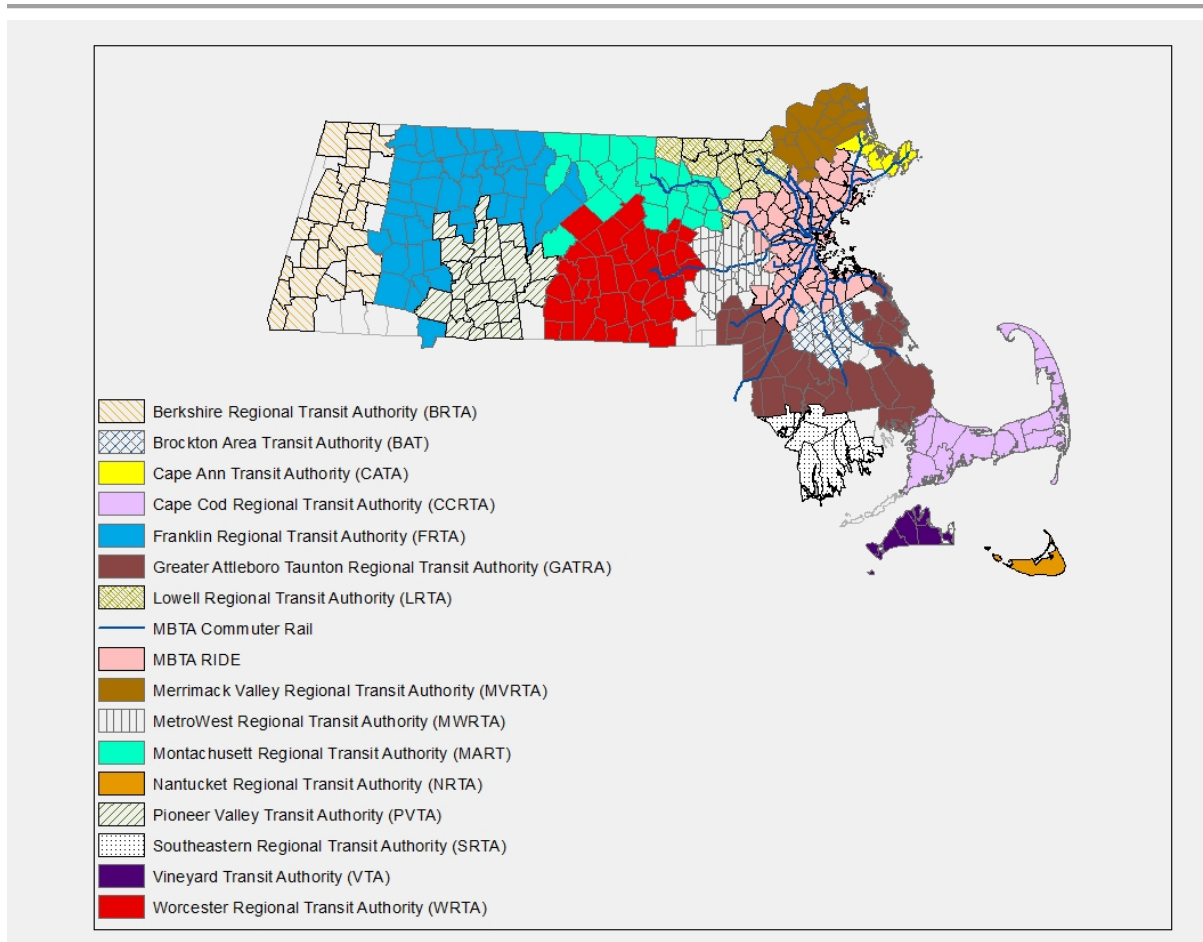 Berkshire Regional Transit Authority (BRTA)
Brockton Area Transit Authority (BAT)
Cape Ann Transit Authority (CATA)
Cape Cod Regional Transit Authority (CCRTA)
Franklin Regional Transit Authority (FRTA)
Greater Attleboro Taunton Regional Transit Authority (GATRA)
Lowell Regional Transit Authority (LRTA)
MBTA Commuter Rail
MBTA RIDE
Merrimack Valley Regional Transit Authority (MVRTA)
MetroWest Regional Transit Authority (MWRTA)
Montachusett Regional Transit Authority (MART)
Nantucket Regional Transit Authority (NRTA)
Pioneer Valley Transit Authority (PVTA)
Southeastern Regional Transit Authority (SRTA)
Vineyard Transit Authority (VTA)
Worcester Regional Transit Authority (WRTA)